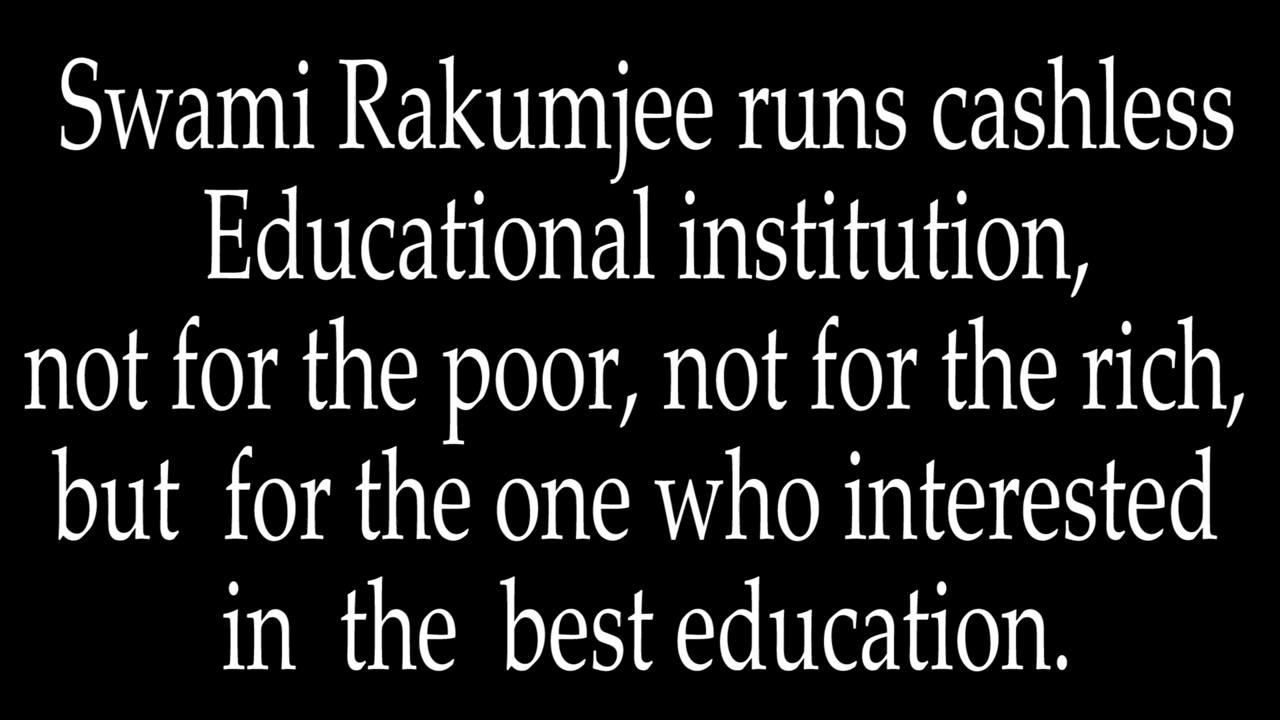 Swami Rakumjee runs cashless
Educational institution,
not for the poor, not for the rich,
but for the one who interested
in the best education.